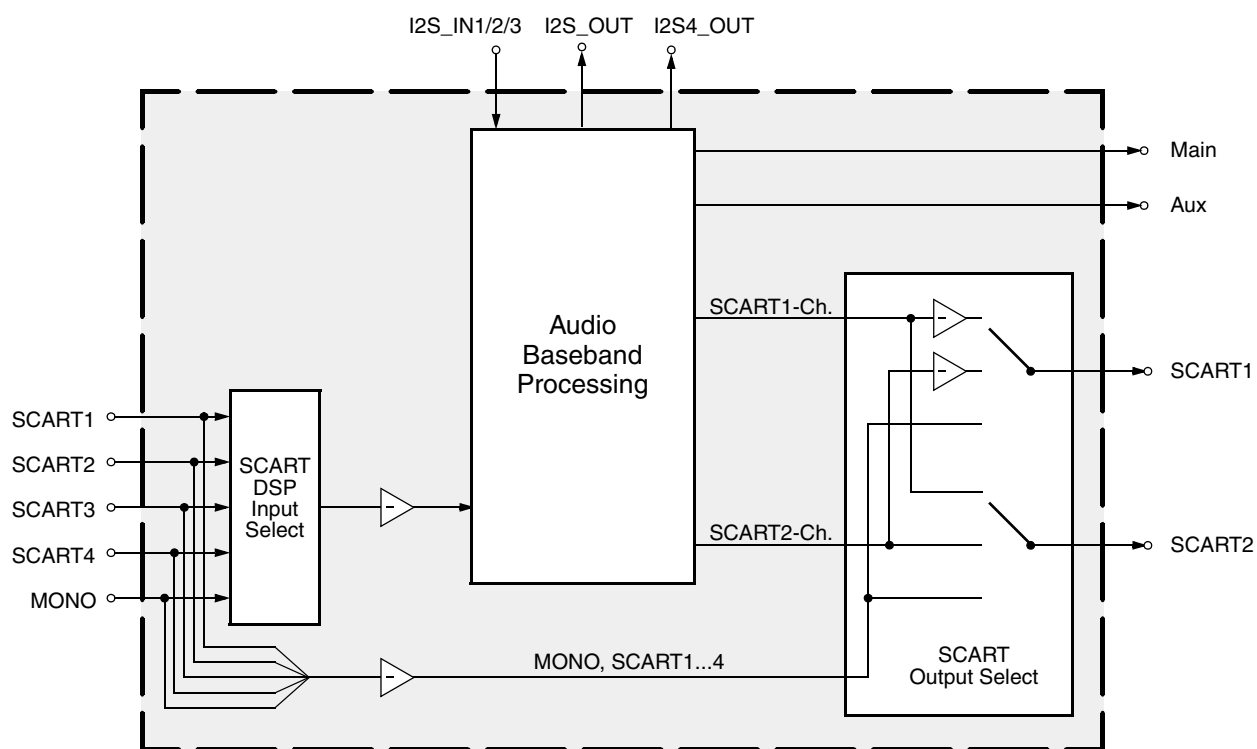 I2S_IN1/2/3 I2S_OUT I2S4_OUT
Main
Aux
SCART1-Ch.
Audio
Baseband
Processing
SCART1
SCART1
SCART2
SCART3
SCART4
MONO
SCART
DSP
Input
Select
-
-
-
SCART2-Ch.
SCART2
-
MONO, SCART1...4
SCART
Output Select